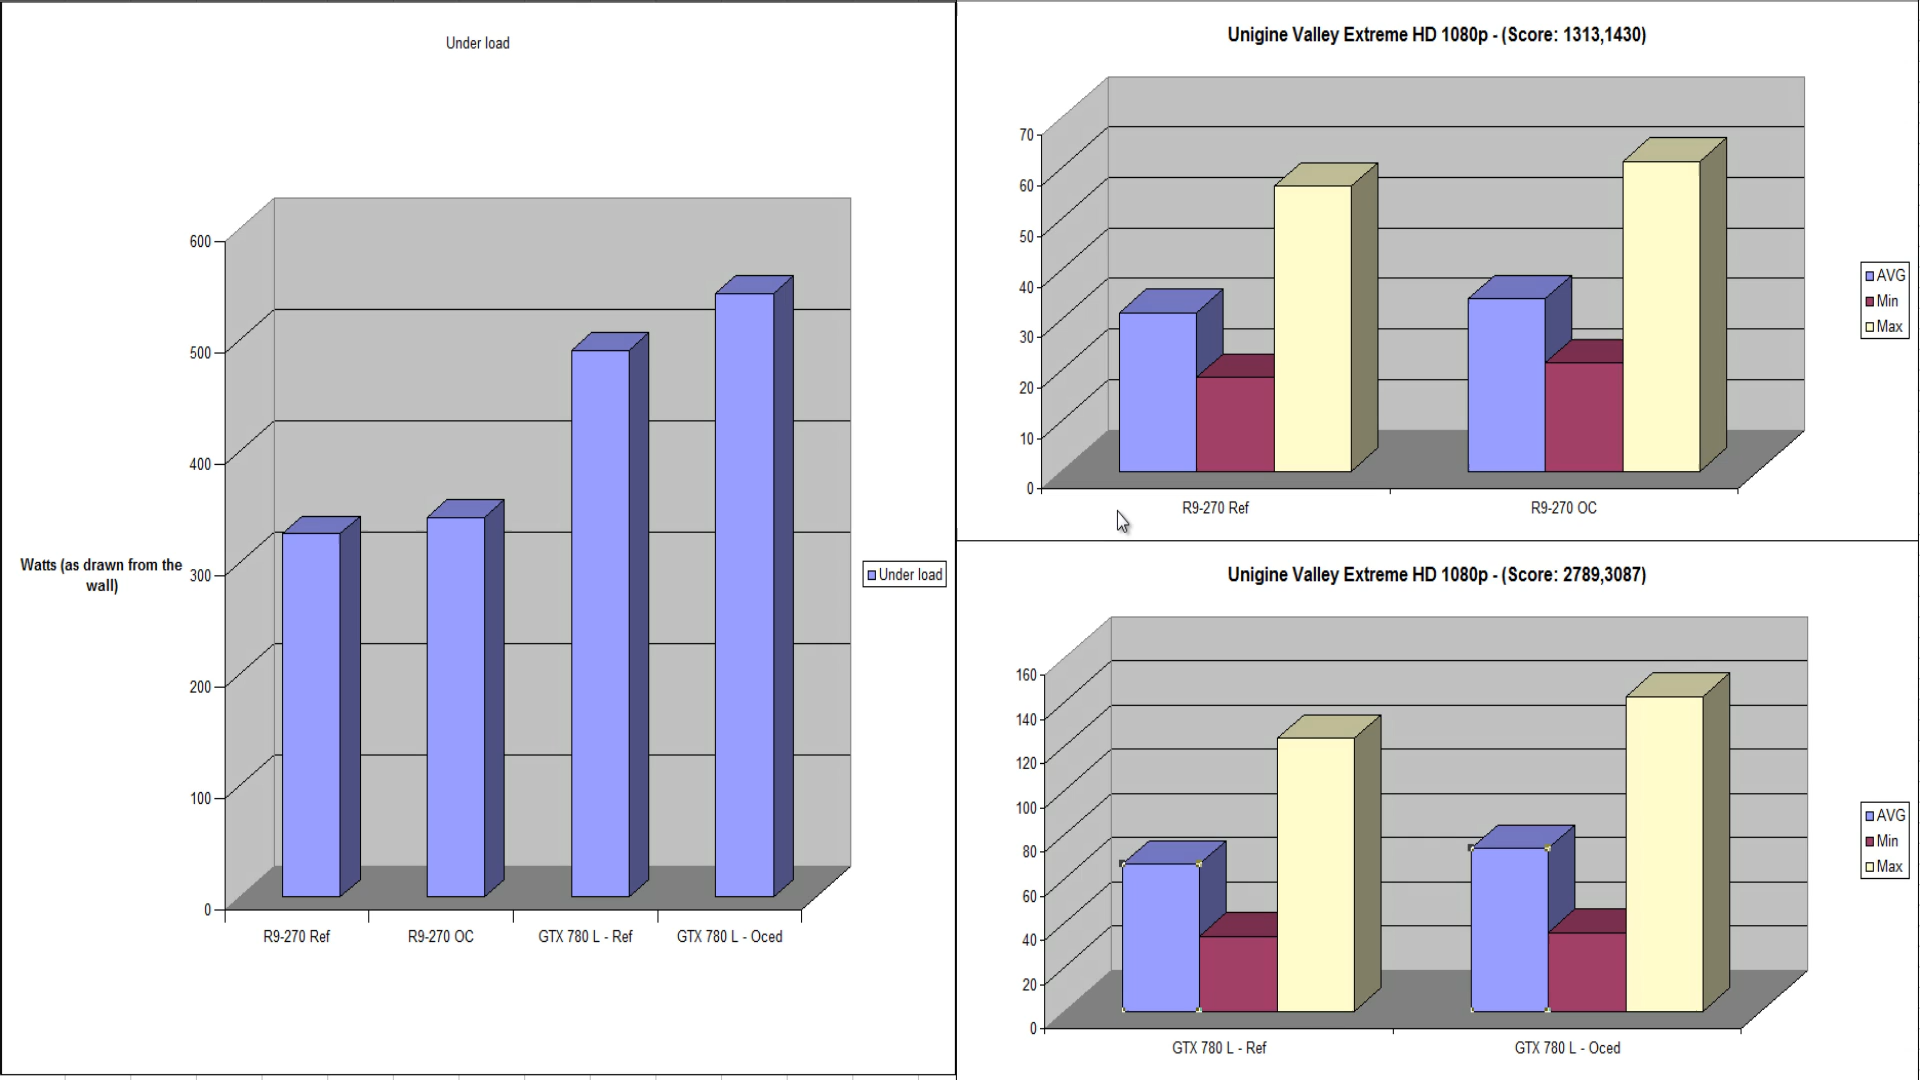 Under load
600
500
400
300
200
100
0
Watts (as drawn from the
wall)
R9-270 Ref
R9-270 OC
GTX 780 L - Ref
GTX 780 L - Oced
Under load
Unigine Valley Extreme HD 1080p - (Score: 1313,1430)
70
60
50
40
30
20
10
0
R9-270 Ref
R9-270 OC
AVG
Min
Max
Unigine Valley Extreme HD 1080p - (Score: 2789,3087)
160
140
120
100
80
60
40
20
0
GTX 780 L - Ref
GTX 780 L - Oced
AVG
Min
Max